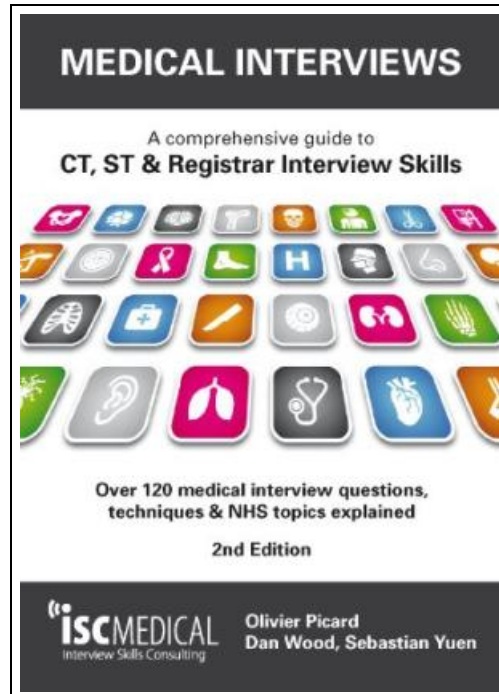 MEDICAL INTERVIEWS
A comprehensive guide to
CT, ST & Registrar Interview Skills
H
Over 120 medical interview questions,
techniques & NHS topics explained
2nd Edition
iscMEDICAL
Interview Skills Consulting
Olivier Picard
Dan Wood, Sebastian Yuen